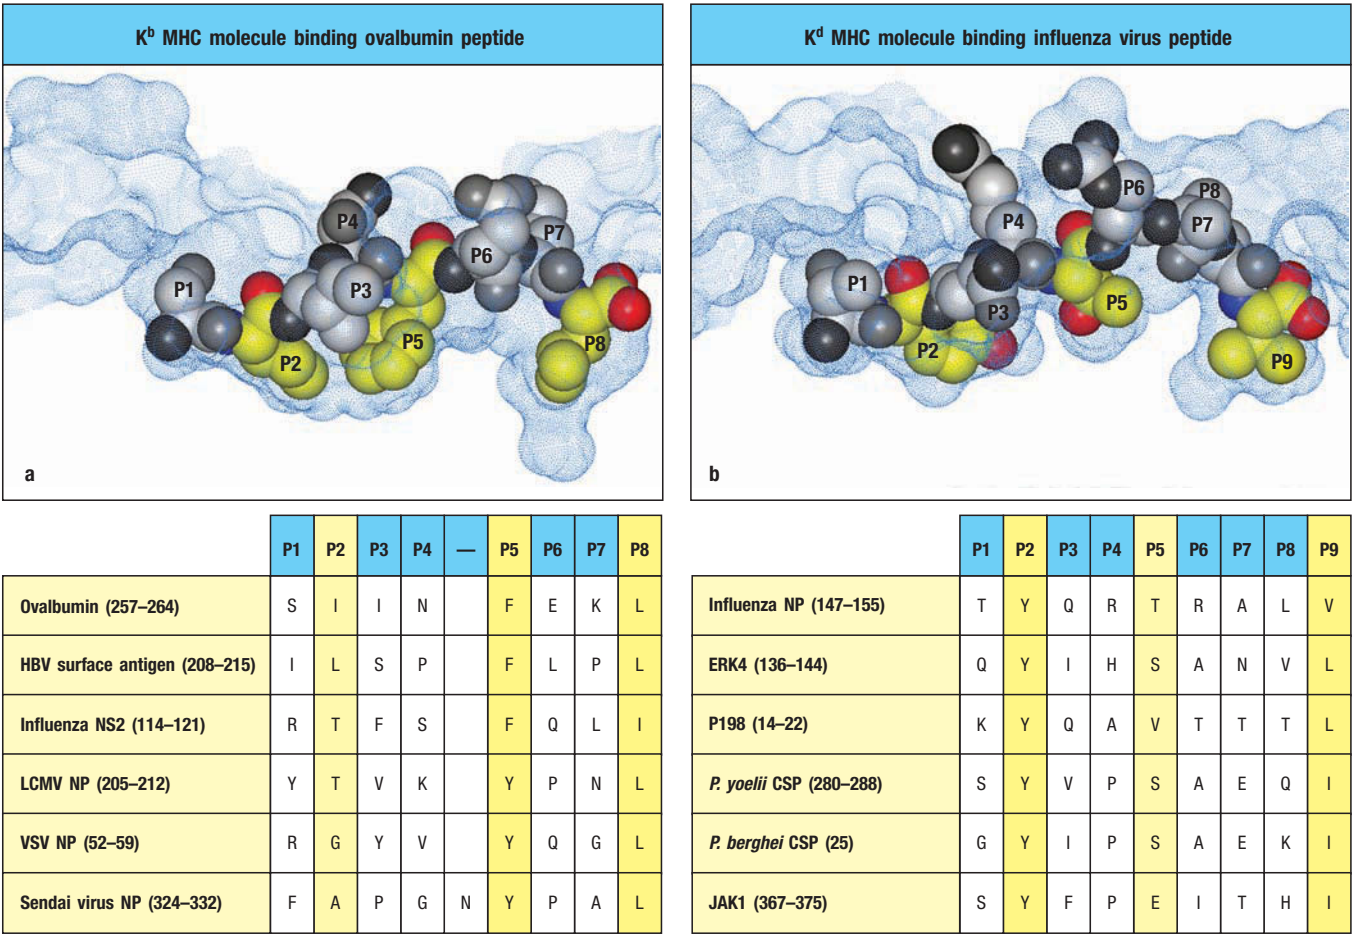 Kb MHC molecule binding ovalbumin peptide
P1
P2
P3
P4
P5
P6
P7
P8
a
P1 P2 P3 P4 — P5 P6 P7 P8
Ovalbumin (257–264) S I I N F E K L
HBV surface antigen (208–215) I L S P F L P L
Influenza NS2 (114–121) R T F S F Q L I
LCMV NP (205–212) Y T V K Y P N L
VSV NP (52–59) R G Y V Y Q G L
Sendai virus NP (324–332) F A P G N Y P A L
Kd MHC molecule binding influenza virus peptide
P1
P2
P3
P4
P5
P6
P7
P8
P9
b
P1 P2 P3 P4 P5 P6 P7 P8 P9
Influenza NP (147–155) T Y Q R T R A L V
ERK4 (136–144) Q Y I H S A N V L
P198 (14–22) K Y Q A V T T T L
P. yoelii CSP (280–288) S Y V P S A E Q I
P. berghei CSP (25) G Y I P S A E K I
JAK1 (367–375) S Y F P E I T H I